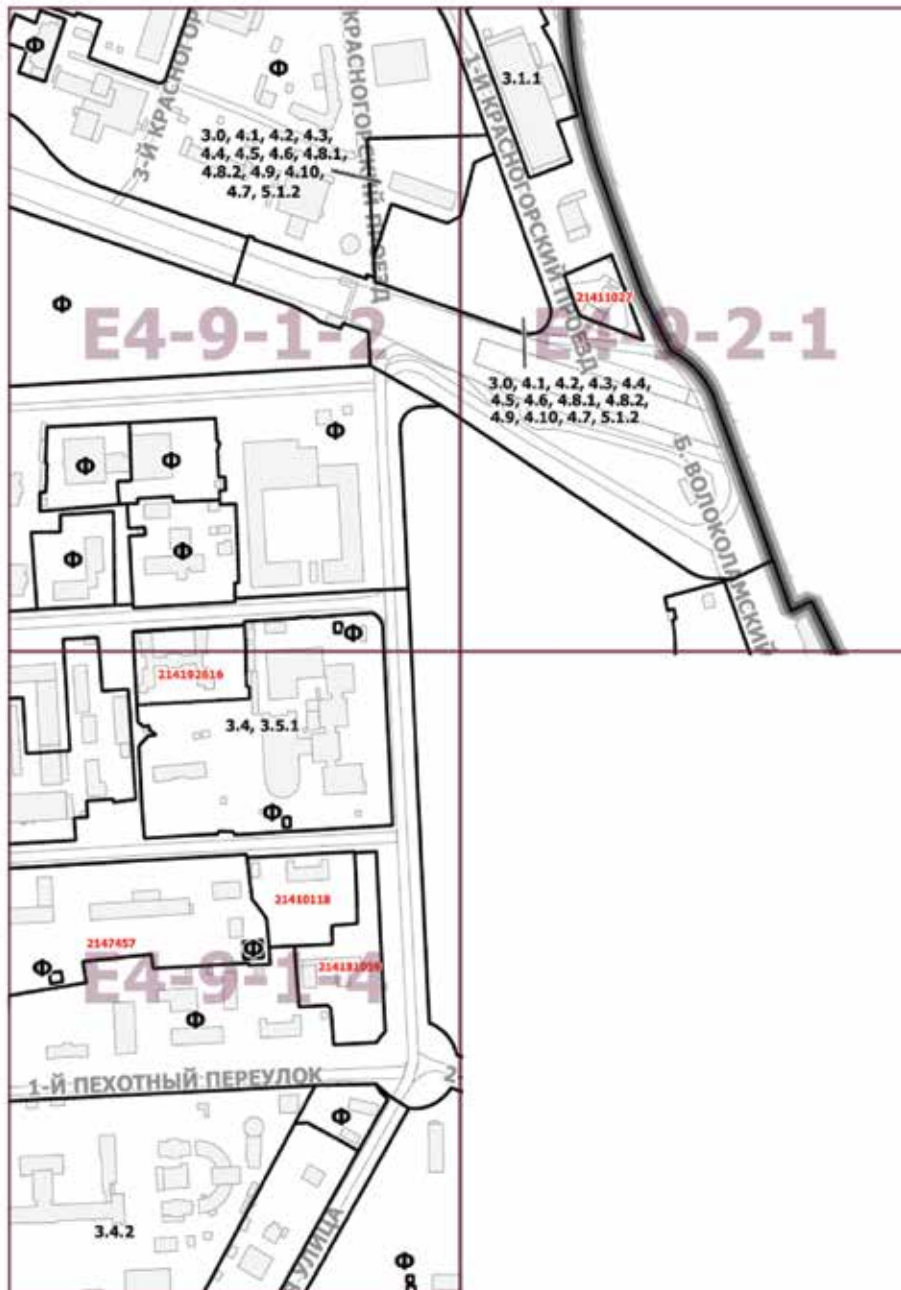 3-Й КРАСНОГОР
КРАСНОГОРСКИЙ ПРОЕЗД
1-Й КРАСНОГОРСКИЙ ПРОЕЗД
3.1.1
Ф
Ф
3.0, 4.1, 4.2, 4.3,
4.4, 4.5, 4.6, 4.8.1,
4.8.2, 4.9, 4.10,
4.7, 5.1.2
21411027
Ф
E4-9-1-2
E4-9-2-1
3.0, 4.1, 4.2, 4.3, 4.4,
4.5, 4.6, 4.8.1, 4.8.2,
4.9, 4.10, 4.7, 5.1.2
Б. ВОЛОКОЛАМСКИЙ
Ф
Ф
Ф
Ф
Ф
Ф
214192616
3.4, 3.5.1
Ф
21410118
2147457
Ф
Ф
E4-9-1-4
Ф
1-Й ПЕХОТНЫЙ ПЕРЕУЛОК
2-
Ф
3.4.2
УЛИЦА
Ф